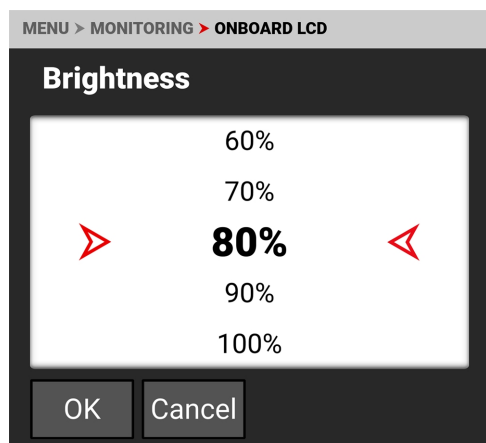 MENU ➤ MONITORING ➤ ONBOARD LCD
Brightness
60%
70%
80%
90%
100%
OK Cancel